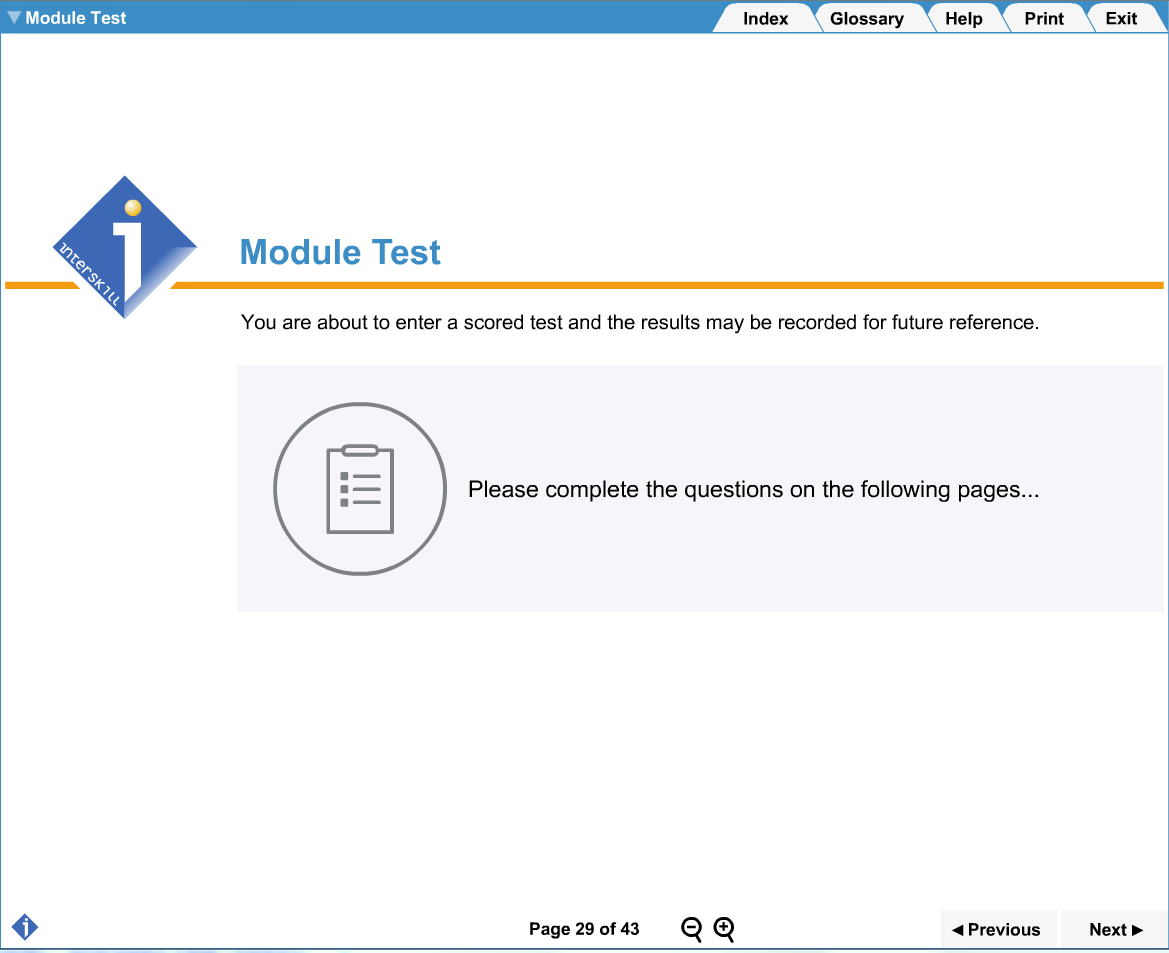 Module Test
Index Glossary Help Print Exit
interskill
Module Test
You are about to enter a scored test and the results may be recorded for future reference.
Please complete the questions on the following pages...
Page 29 of 43
Previous Next